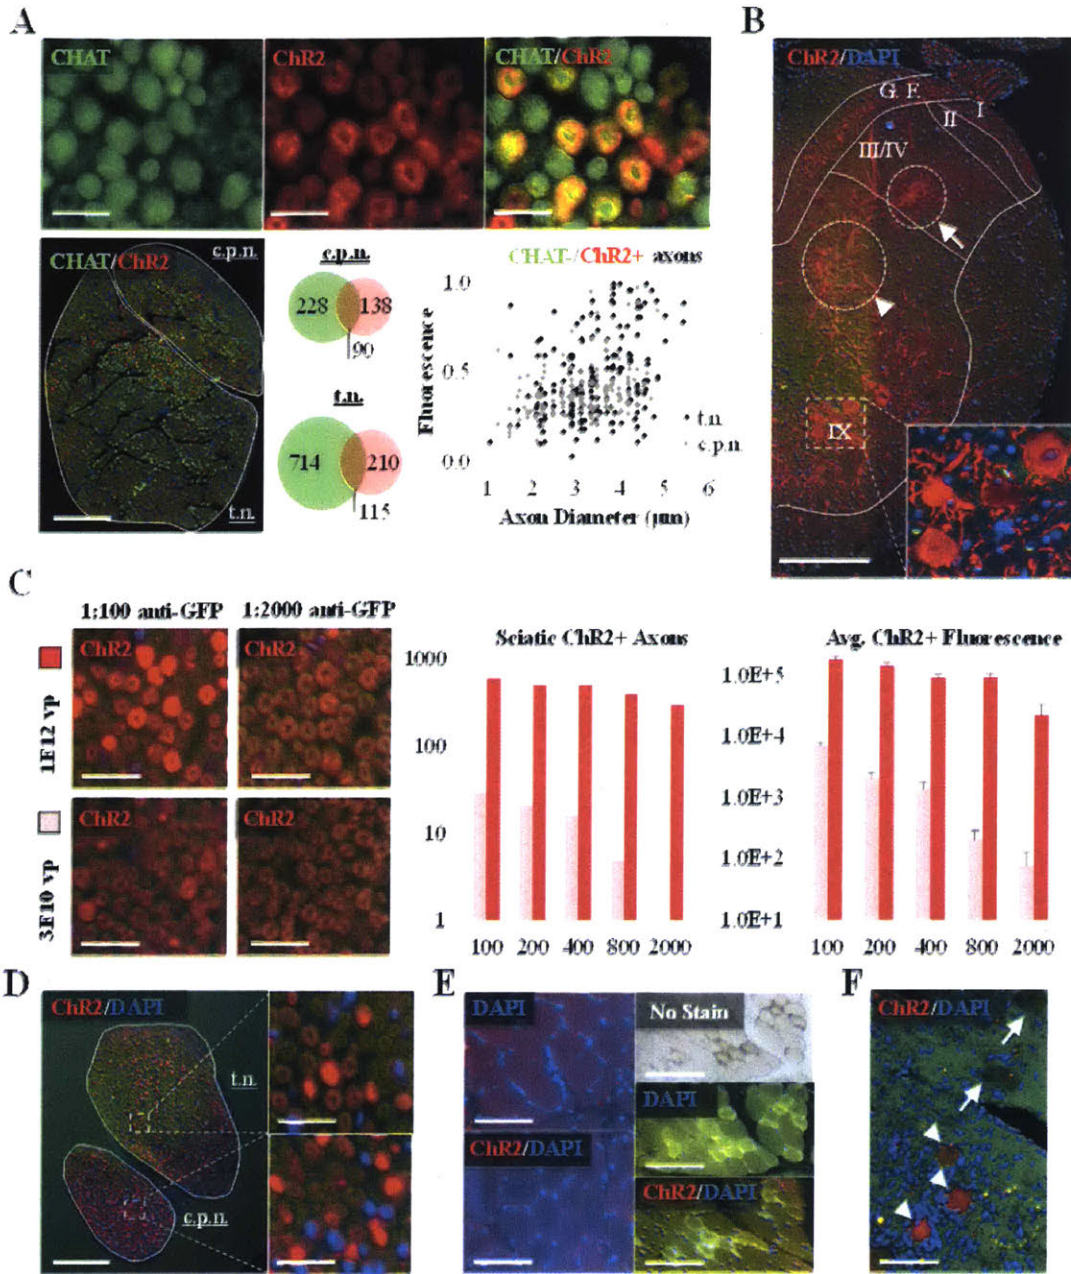 A
CHAT
ChR2
CHAT/ChR2
CHAT/ChR2
c.p.n.
t.n.
c.p.n.
228
138
90
t.n.
714
210
115
CHAT-/ChR2+ axons
Fluorescence
1.0
0.5
0.0
t.n.
c.p.n.
1 2 3 4 5 6
Axon Diameter (μm)
B
ChR2/DAPI
G. F.
I
II
III/IV
IX
C
1:100 anti-GFP
1:2000 anti-GFP
1E12 vp
3E10 vp
ChR2
ChR2
ChR2
ChR2
Sciatic ChR2+ Axons
1000
100
10
1
100 200 400 800 2000
Avg. ChR2+ Fluorescence
1.0E+5
1.0E+4
1.0E+3
1.0E+2
1.0E+1
100 200 400 800 2000
D
ChR2/DAPI
t.n.
c.p.n.
E
DAPI
ChR2/DAPI
No Stain
DAPI
ChR2/DAPI
F
ChR2/DAPI